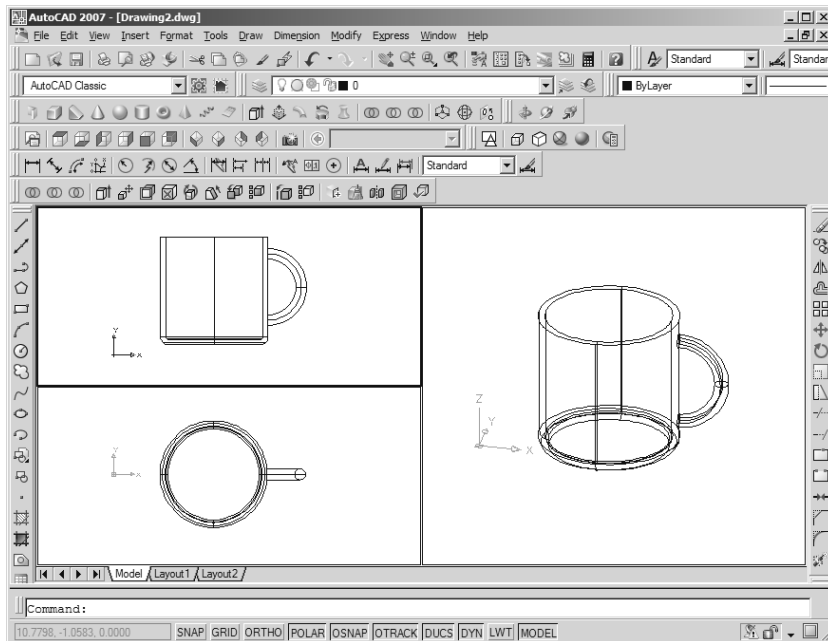 AutoCAD 2007 - [Drawing2.dwg]
File Edit View Insert Format Tools Draw Dimension Modify Express Window Help
Standard Standar
AutoCAD Classic 0 ByLayer
Standard
Y
X
Y
X
Z
Y
X
Model Layout1 Layout2
Command:
10.7798, -1.0583, 0.0000 SNAP GRID ORTHO POLAR OSNAP OTRACK DUCS DYN LWT MODEL